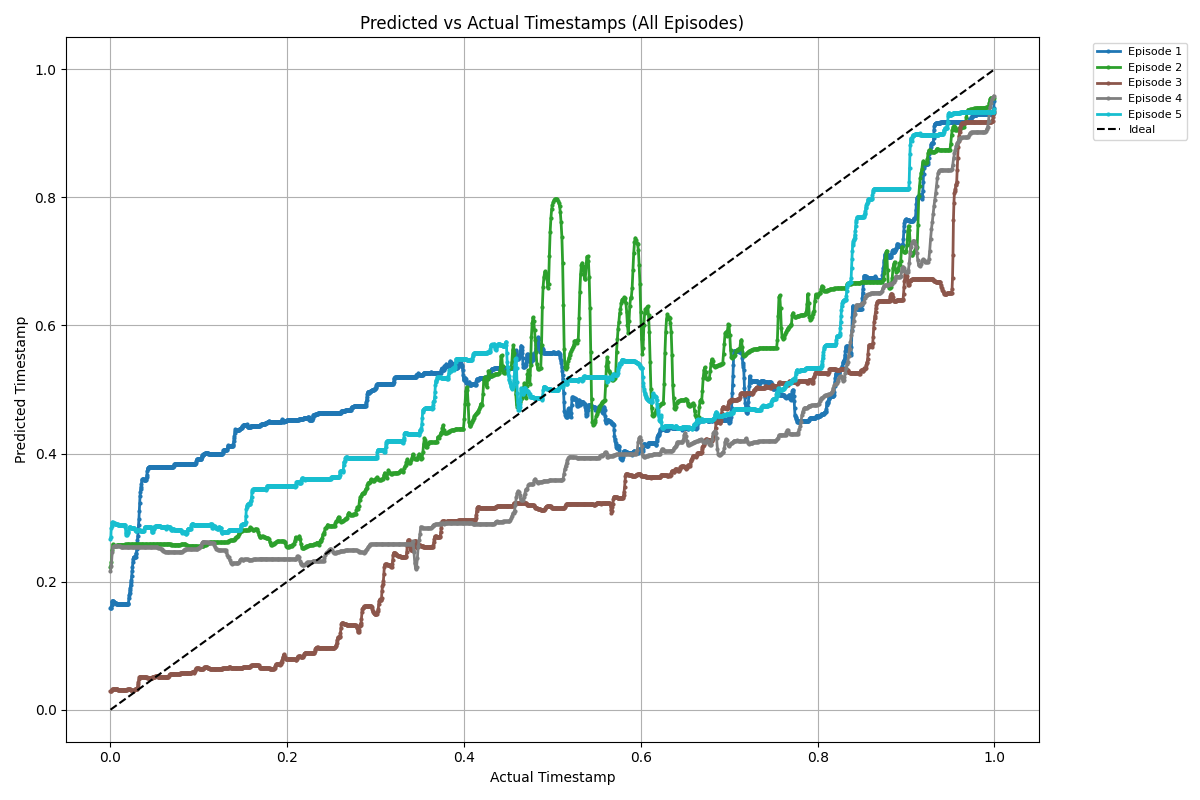 Predicted vs Actual Timestamps (All Episodes)
Episode 1
Episode 2
Episode 3
Episode 4
Episode 5
Ideal
Predicted Timestamp
1.0
0.8
0.6
0.4
0.2
0.0
0.0 0.2 0.4 0.6 0.8 1.0
Actual Timestamp